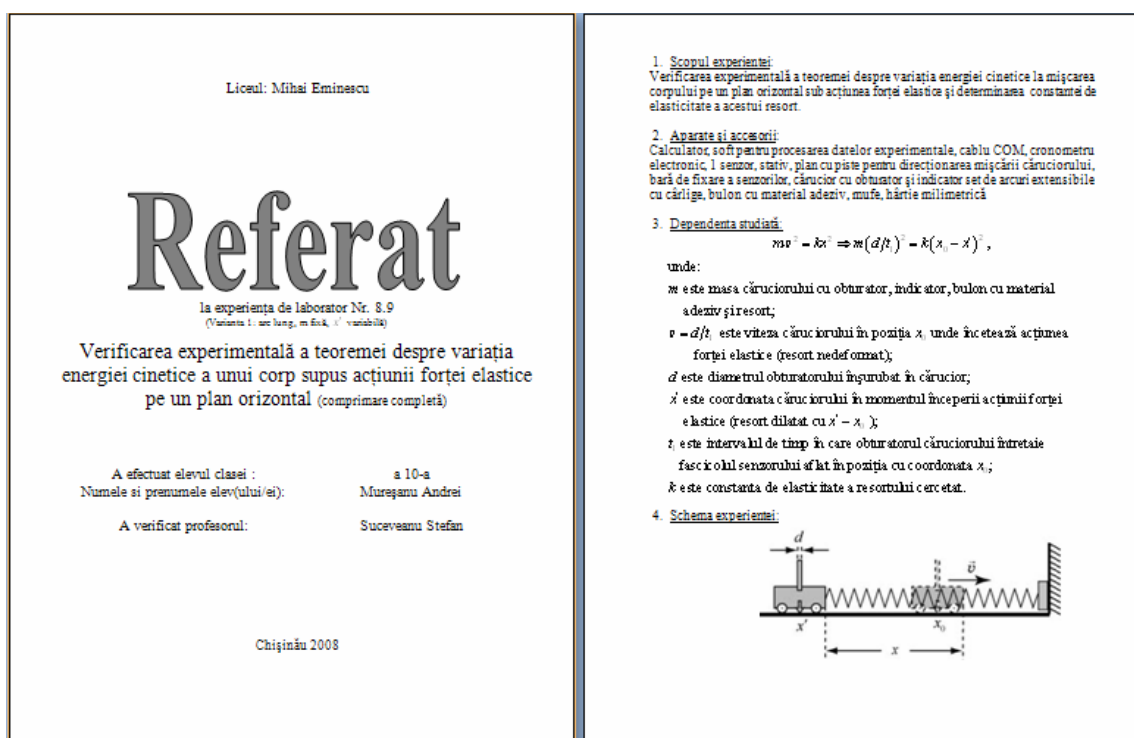 Liceul: Mihai Eminescu
Referat
la experiența de laborator Nr. 8.9
(Varianta 1: arc lung, m fixă, x' variabilă)
Verificarea experimentală a teoremei despre variația
energiei cinetice a unui corp supus acțiunii forței elastice
pe un plan orizontal (comprimare completă)
A efectuat elevul clasei : a 10-a
Numele si prenumele elev(ului/ei): Mureșanu Andrei
A verificat profesorul: Suceveanu Stefan
Chișinău 2008
1. Scopul experientei:
Verificarea experimentală a teoremei despre variația energiei cinetice la mișcarea
corpului pe un plan orizontal sub acțiunea forței elastice și determinarea constantei de
elasticitate a acestui resort.
2. Aparate și accesorii:
Calculator, soft pentru procesarea datelor experimentale, cablu COM, cronometru
electronic, 1 senzor, stativ, plan cu piste pentru direcționarea mișcării căruciorului,
bară de fixare a senzorilor, cărucior cu obturator și indicator set de arcuri extensibile
cu cârlige, bulon cu material adeziv, mufe, hârtie milimetrică
3. Dependenta studiată:
mv² = kx² ⇒ m(d/t₁)² = k(x₀ − x')² ,
unde:
m este masa căruciorului cu obturator, indicator, bulon cu material
adeziv și resort;
v = d/t₁ este viteza căruciorului în poziția x₀ unde încetează acțiunea
forței elastice (resort nedeformat);
d este diametrul obturatorului înșurubat în cărucior;
x' este coordonata căruciorului în momentul începerii acțiunii forței
elastice (resort dilatat cu x' − x₀ );
t₁ este intervalul de timp în care obturatorul căruciorului întretaie
fascicolul senzorului aflat în poziția cu coordonata x₀;
k este constanta de elasticitate a resortului cercetat.
4. Schema experientei:
d
v⃗
x'
x₀
x